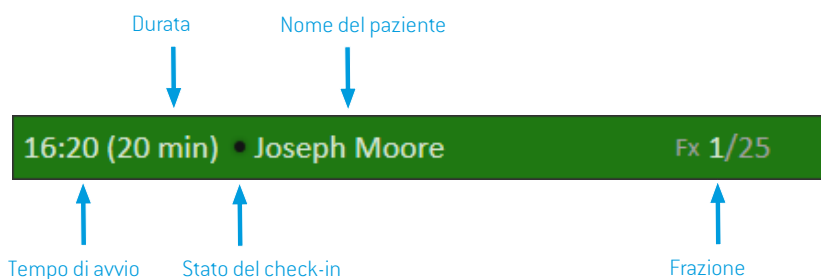 Durata
Nome del paziente
16:20 (20 min) • Joseph Moore Fx 1/25
Tempo di avvio
Stato del check-in
Frazione